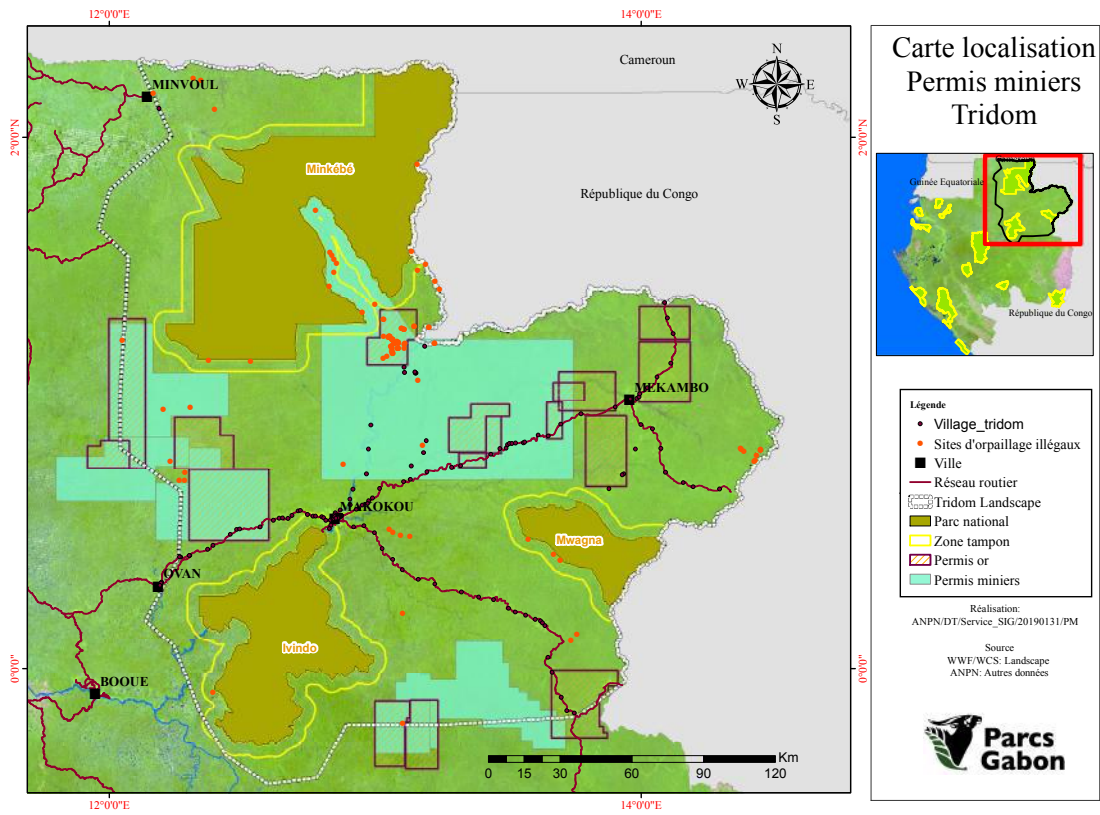 12°0'0"E
14°0'0"E
Cameroun
N
W
E
S
MINVOUL
2°0'0"N
2°0'0"N
Minkébé
République du Congo
MEKAMBO
MAKOKOU
Mwagna
OVAN
Ivindo
0°0'0"
0°0'0"
BOOUE
Km
0
15
30
60
90
120
12°0'0"E
14°0'0"E
Carte localisation
Permis miniers
Tridom
Guinée Equatoriale
République du Congo
Légende
Village_tridom
Sites d'orpaillage illégaux
Ville
Réseau routier
Tridom Landscape
Parc national
Zone tampon
Permis or
Permis miniers
Réalisation:
ANPN/DT/Service_SIG/20190131/PM
Source
WWF/WCS: Landscape
ANPN: Autres données
Parcs
Gabon